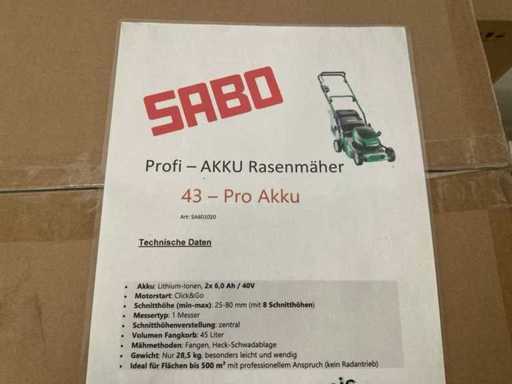 SABO
Profi – AKKU Rasenmäher
43 – Pro Akku
Art: SA601020
Technische Daten
• Akku: Lithium-Ionen, 2x 6,0 Ah / 40V
• Motorstart: Click&Go
• Schnitthöhe (min-max): 25-80 mm (mit 8 Schnitthöhen)
• Messertyp: 1 Messer
• Schnitthöhenverstellung: zentral
• Volumen Fangkorb: 45 Liter
• Mähmethoden: Fangen, Heck-Schwadablage
• Gewicht: Nur 28,5 kg, besonders leicht und wendig
• Ideal für Flächen bis 500 m² mit professionellem Anspruch (kein Radantrieb)